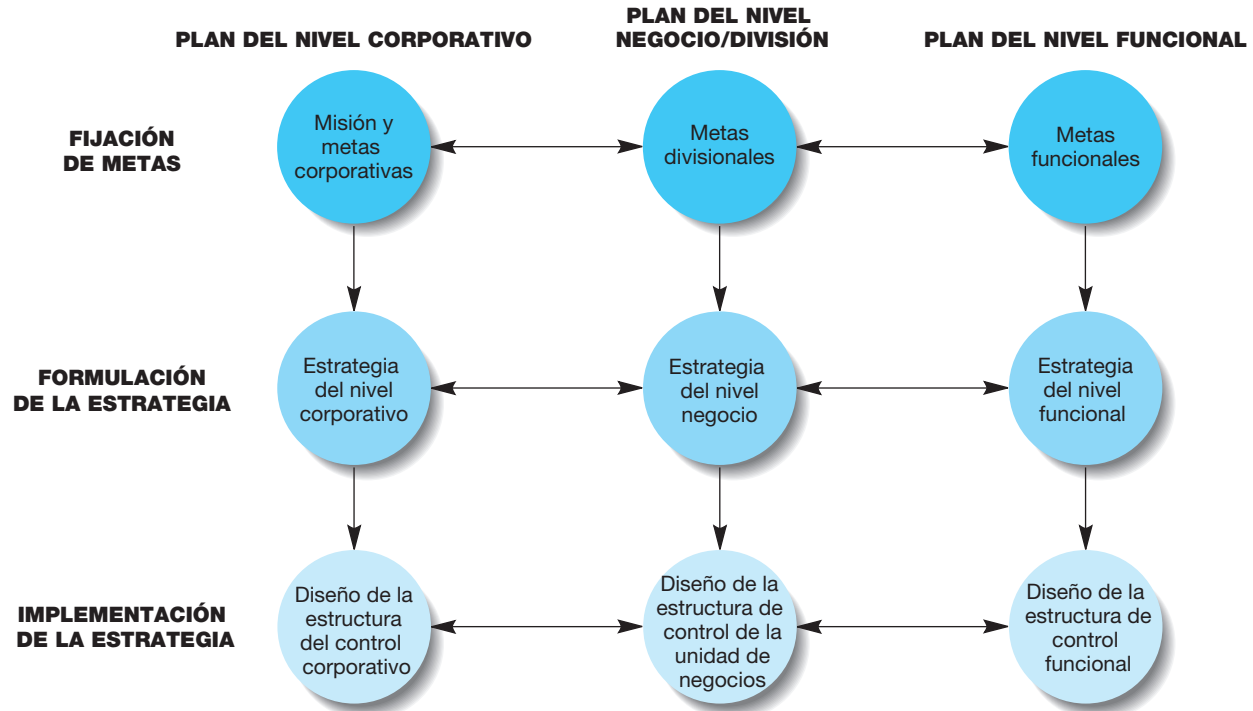 PLAN DEL NIVEL CORPORATIVO
PLAN DEL NIVEL
NEGOCIO/DIVISIÓN
PLAN DEL NIVEL FUNCIONAL
FIJACIÓN
DE METAS
Misión y
metas
corporativas
Metas
divisionales
Metas
funcionales
FORMULACIÓN
DE LA ESTRATEGIA
Estrategia
del nivel
corporativo
Estrategia
del nivel
negocio
Estrategia
del nivel
funcional
IMPLEMENTACIÓN
DE LA ESTRATEGIA
Diseño de la
estructura
del control
corporativo
Diseño de la
estructura de
control de la
unidad de
negocios
Diseño de la
estructura de
control
funcional